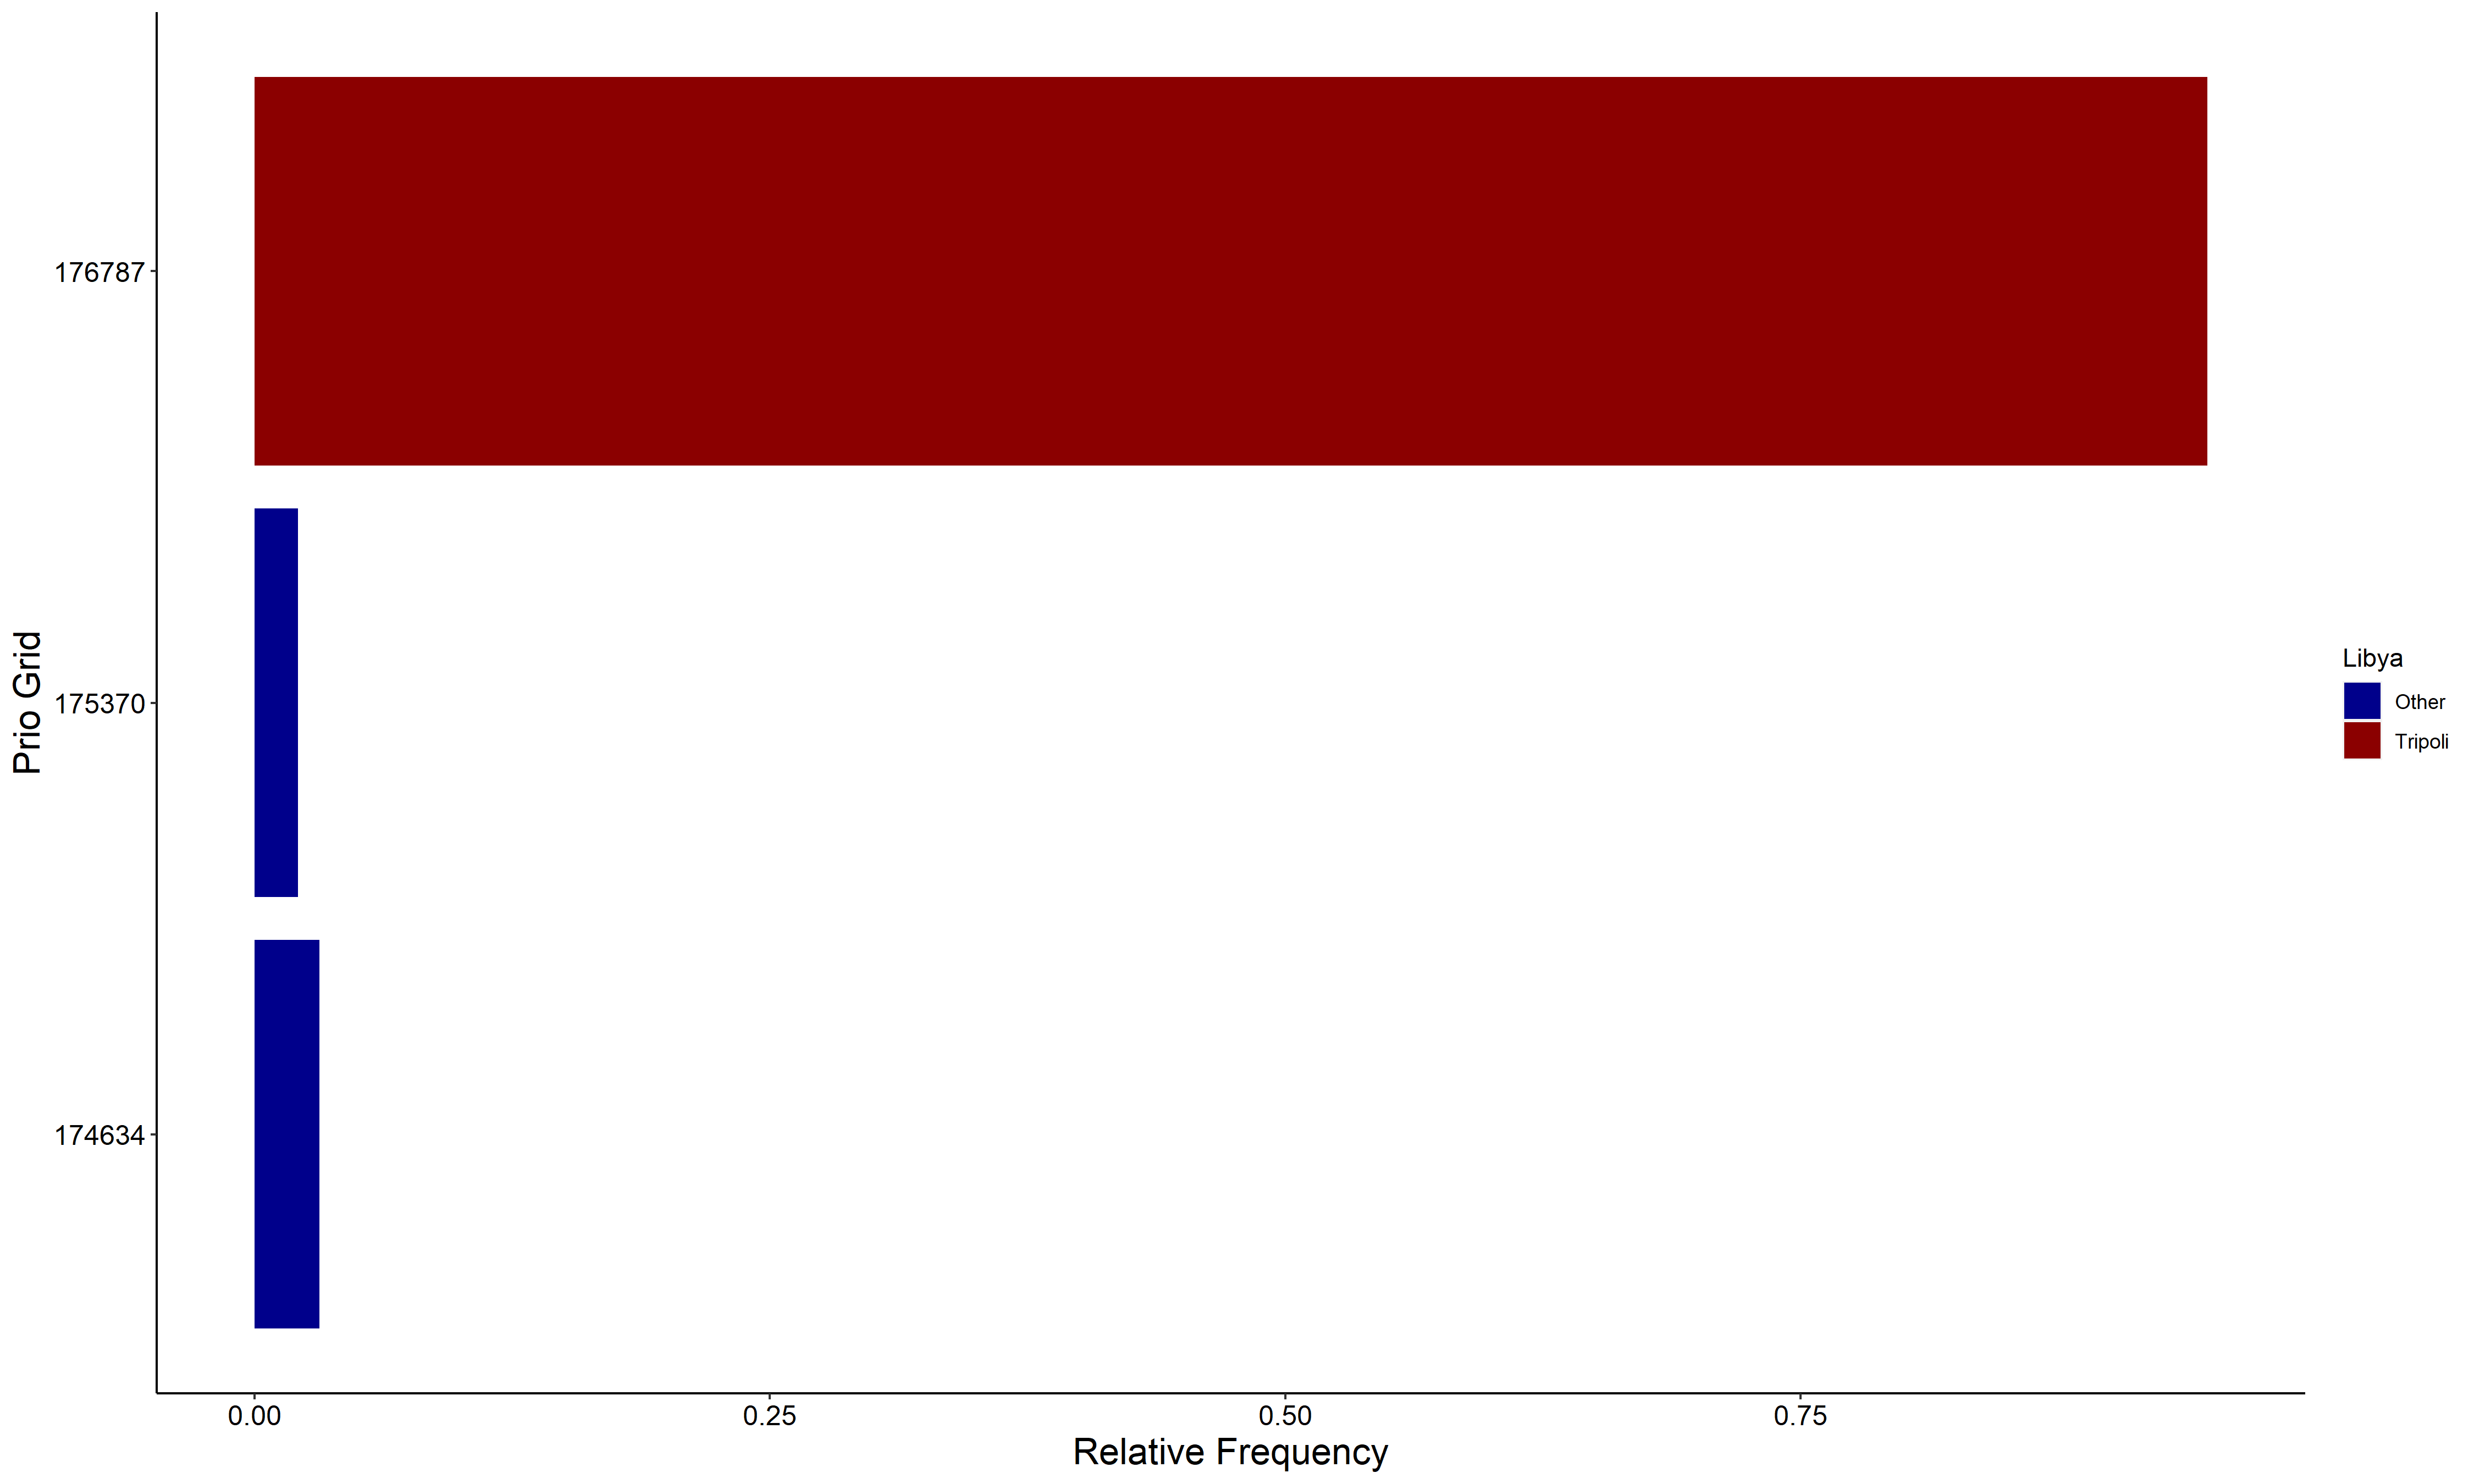 Prio Grid
176787
175370
174634
0.00
0.25
0.50
0.75
Relative Frequency
Libya
Other
Tripoli